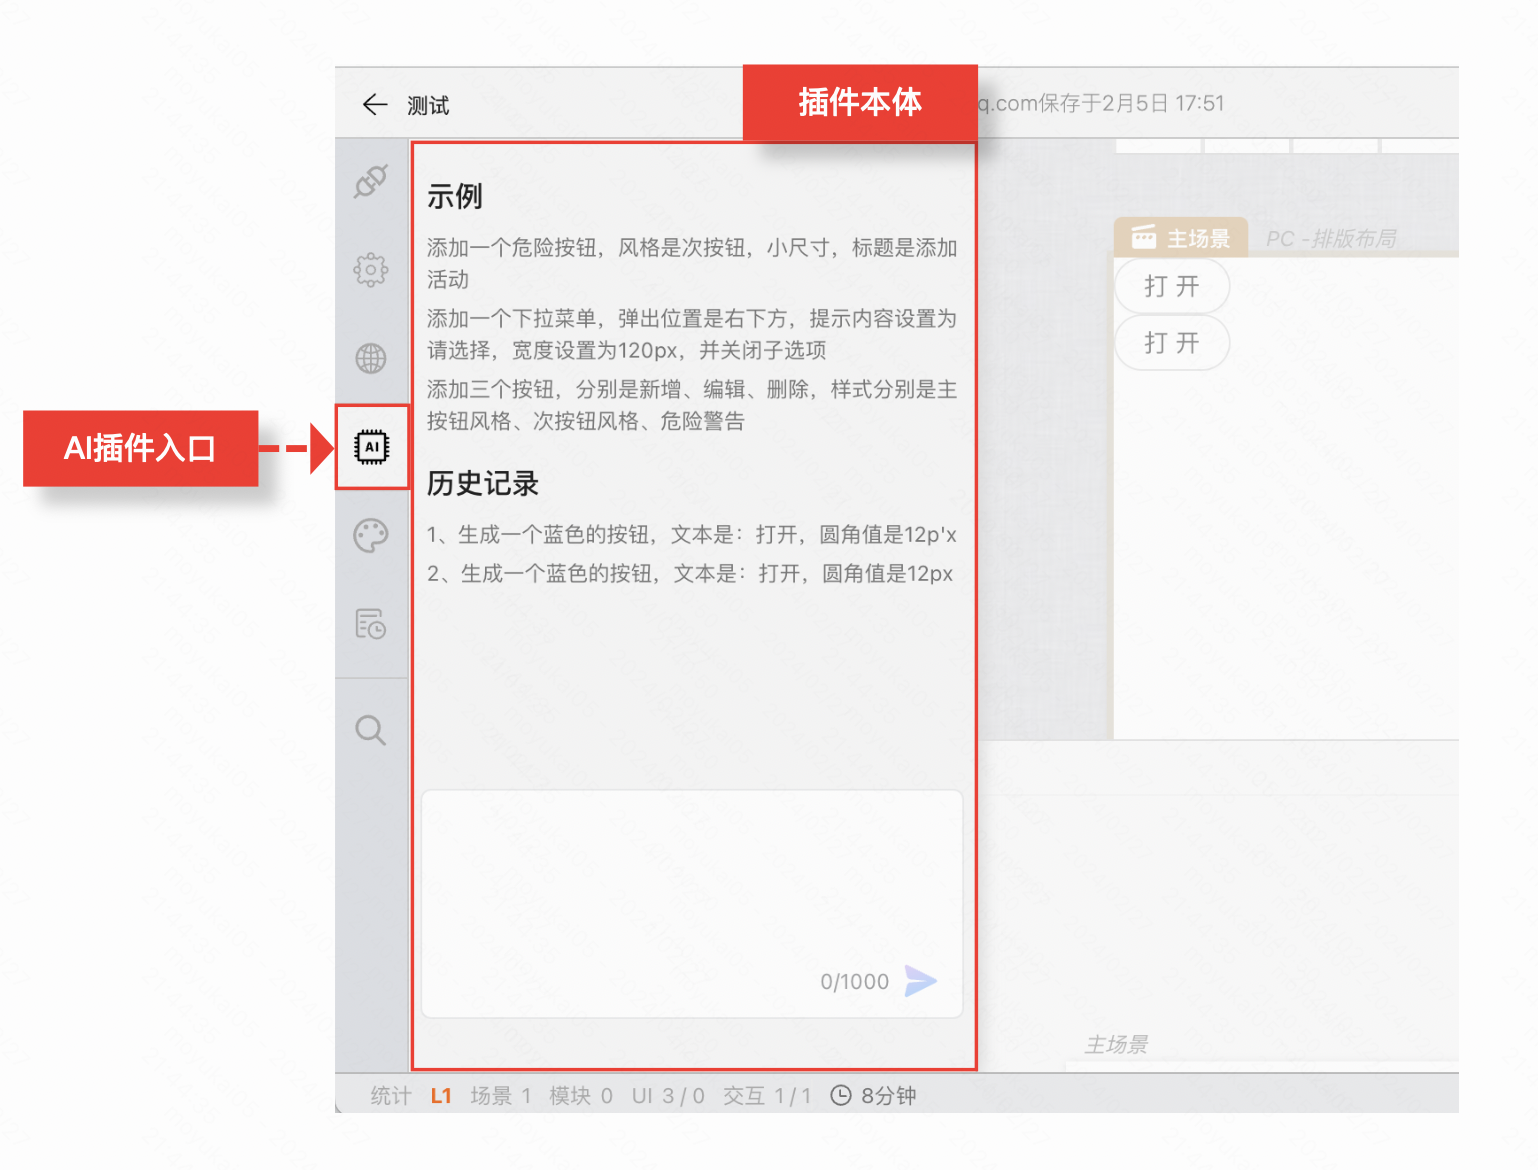 测试
插件本体
q.com保存于2月5日 17:51
示例
添加一个危险按钮，风格是次按钮，小尺寸，标题是添加
活动
添加一个下拉菜单，弹出位置是右下方，提示内容设置为
请选择，宽度设置为120px，并关闭子选项
添加三个按钮，分别是新增、编辑、删除，样式分别是主
按钮风格、次按钮风格、危险警告
主场景
PC -排版布局
打 开
打 开
AI插件入口
AI
历史记录
1、生成一个蓝色的按钮，文本是：打开，圆角值是12p'x
2、生成一个蓝色的按钮，文本是：打开，圆角值是12px
0/1000
主场景
统计 L1 场景 1 模块 0 UI 3 / 0 交互 1 / 1 8分钟